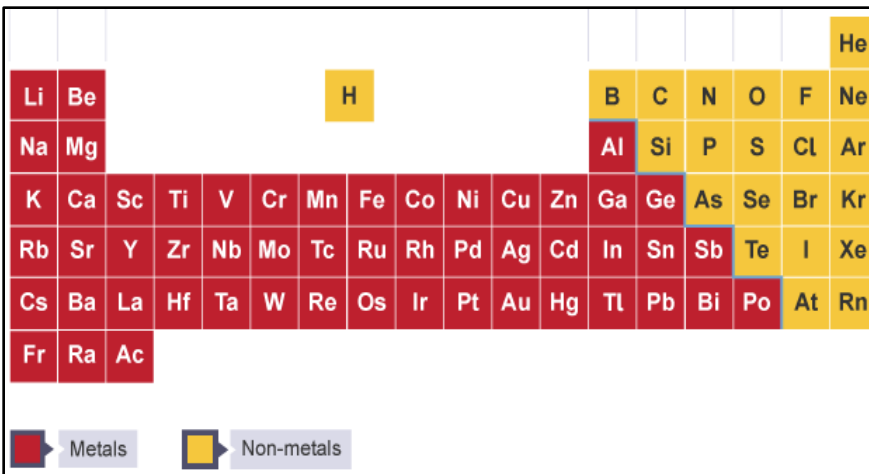 He
Li Be H B C N O F Ne
Na Mg Al Si P S Cl Ar
K Ca Sc Ti V Cr Mn Fe Co Ni Cu Zn Ga Ge As Se Br Kr
Rb Sr Y Zr Nb Mo Tc Ru Rh Pd Ag Cd In Sn Sb Te I Xe
Cs Ba La Hf Ta W Re Os Ir Pt Au Hg Tl Pb Bi Po At Rn
Fr Ra Ac
Metals Non-metals